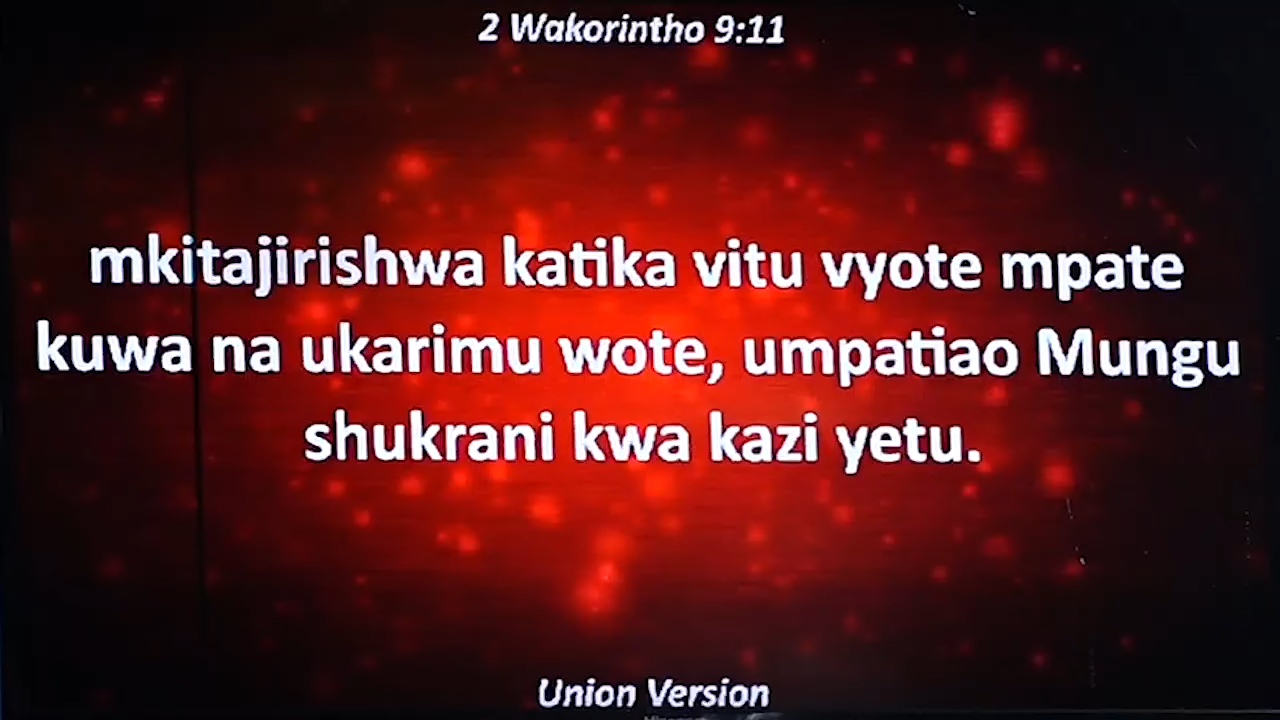 2 Wakorintho 9:11
mkitajirishwa katika vitu vyote mpate
kuwa na ukarimu wote, umpatiao Mungu
shukrani kwa kazi yetu.
Union Version